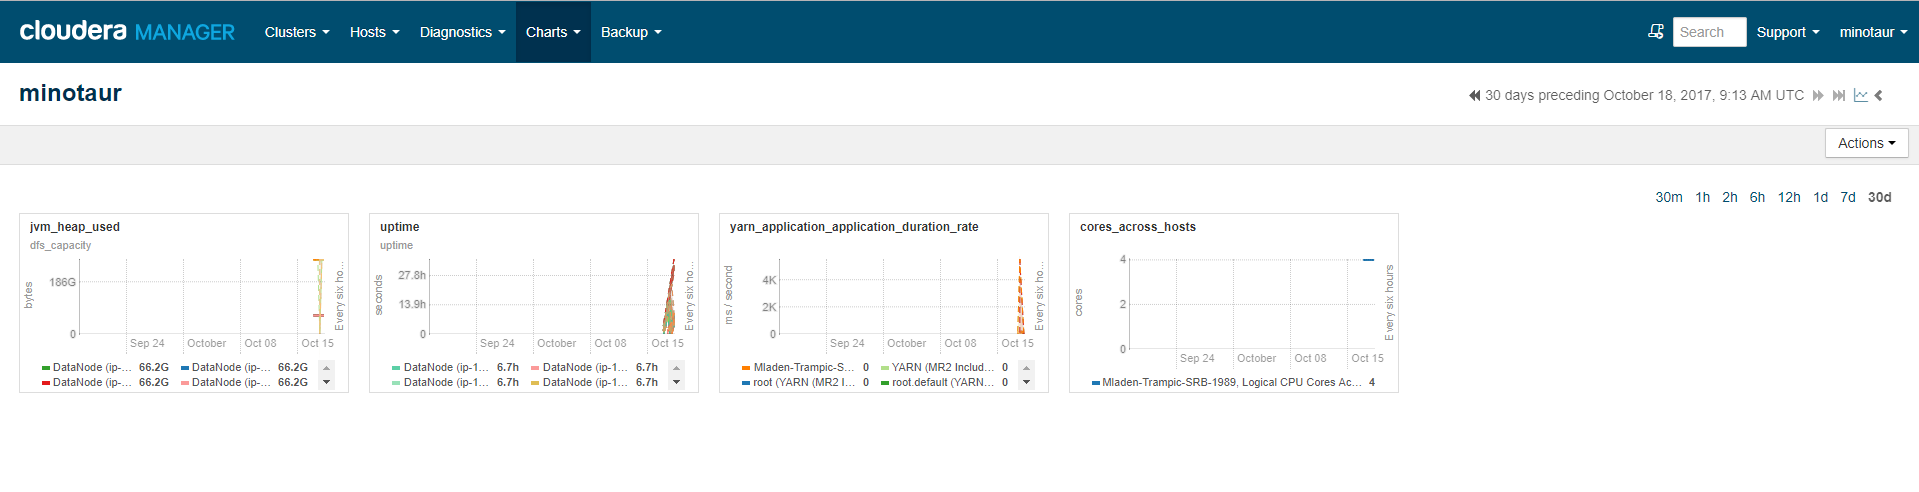 cloudera MANAGER Clusters Hosts Diagnostics Charts Backup Search Support minotaur
minotaur
30 days preceding October 18, 2017, 9:13 AM UTC
Actions
30m 1h 2h 6h 12h 1d 7d 30d
jvm_heap_used
dfs_capacity
bytes
186G
0
Sep 24 October Oct 08 Oct 15
Every six ho...
DataNode (ip-... 66.2G DataNode (ip-... 66.2G
DataNode (ip-... 66.2G DataNode (ip-... 66.2G
uptime
uptime
seconds
27.8h
13.9h
0
Sep 24 October Oct 08 Oct 15
Every six ho...
DataNode (ip-1... 6.7h DataNode (ip-1... 6.7h
DataNode (ip-1... 6.7h DataNode (ip-1... 6.7h
yarn_application_application_duration_rate
ms / second
4K
2K
0
Sep 24 October Oct 08 Oct 15
Every six ho...
Mladen-Trampic-S... 0 YARN (MR2 Includ... 0
root (YARN (MR2 I... 0 root.default (YARN... 0
cores_across_hosts
cores
4
2
0
Sep 24 October Oct 08 Oct 15
Every six hours
Mladen-Trampic-SRB-1989, Logical CPU Cores Ac... 4